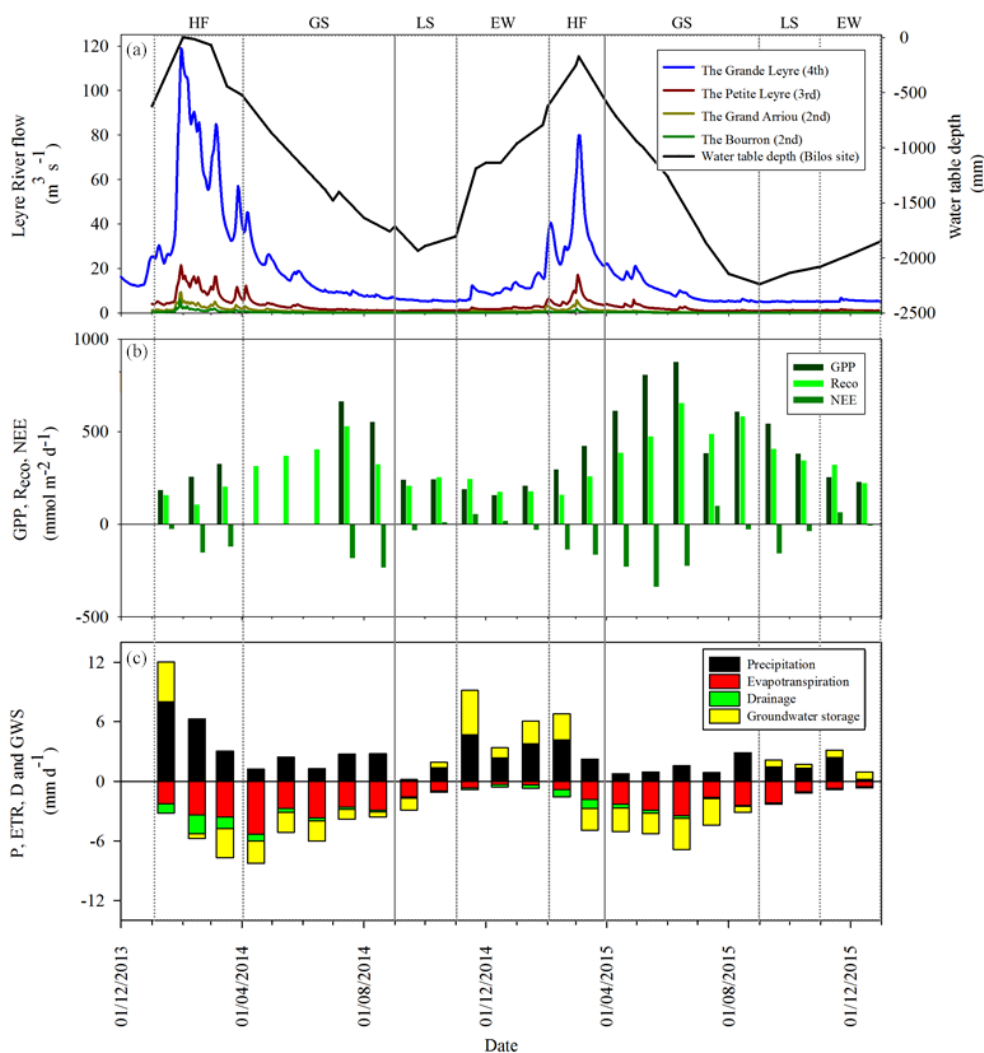 HF GS LS EW HF GS LS EW
(a)
120
100
80
60
40
20
0
Leyre River flow
(m³ s⁻¹)
0
-500
-1000
-1500
-2000
-2500
Water table depth
(mm)
The Grande Leyre (4th)
The Petite Leyre (3rd)
The Grand Arriou (2nd)
The Bourron (2nd)
Water table depth (Bilos site)
(b)
1000
500
0
-500
GPP, Reco, NEE
(mmol m⁻² d⁻¹)
GPP
Reco
NEE
(c)
12
6
0
-6
-12
P, ETR, D and GWS
(mm d⁻¹)
Precipitation
Evapotranspiration
Drainage
Groundwater storage
01/12/2013
01/04/2014
01/08/2014
01/12/2014
01/04/2015
01/08/2015
01/12/2015
Date